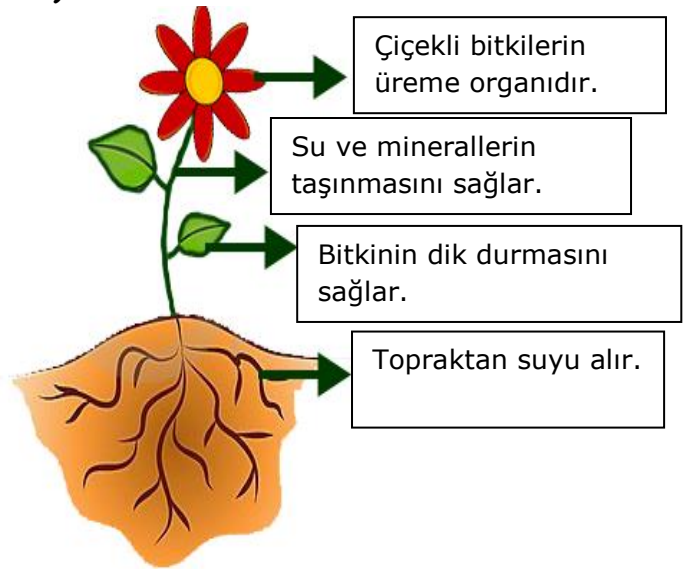 Çiçekli bitkilerin
üreme organıdır.
Su ve minerallerin
taşınmasını sağlar.
Bitkinin dik durmasını
sağlar.
Topraktan suyu alır.